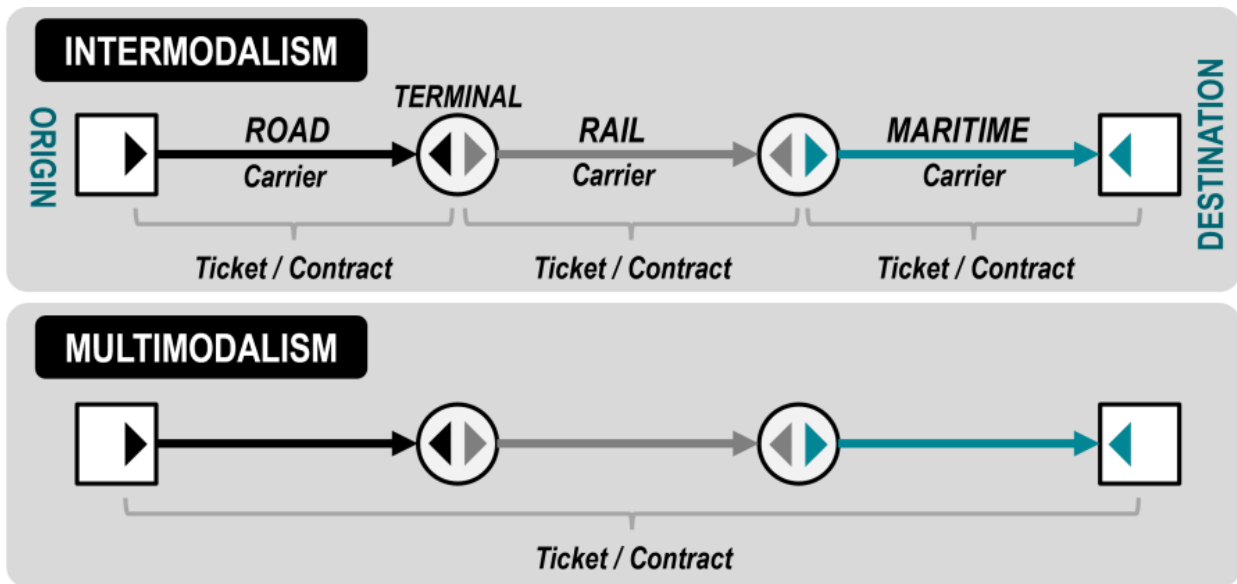 INTERMODALISM
ORIGIN
TERMINAL
ROAD
Carrier
RAIL
Carrier
MARITIME
Carrier
DESTINATION
Ticket / Contract
Ticket / Contract
Ticket / Contract
MULTIMODALISM
Ticket / Contract